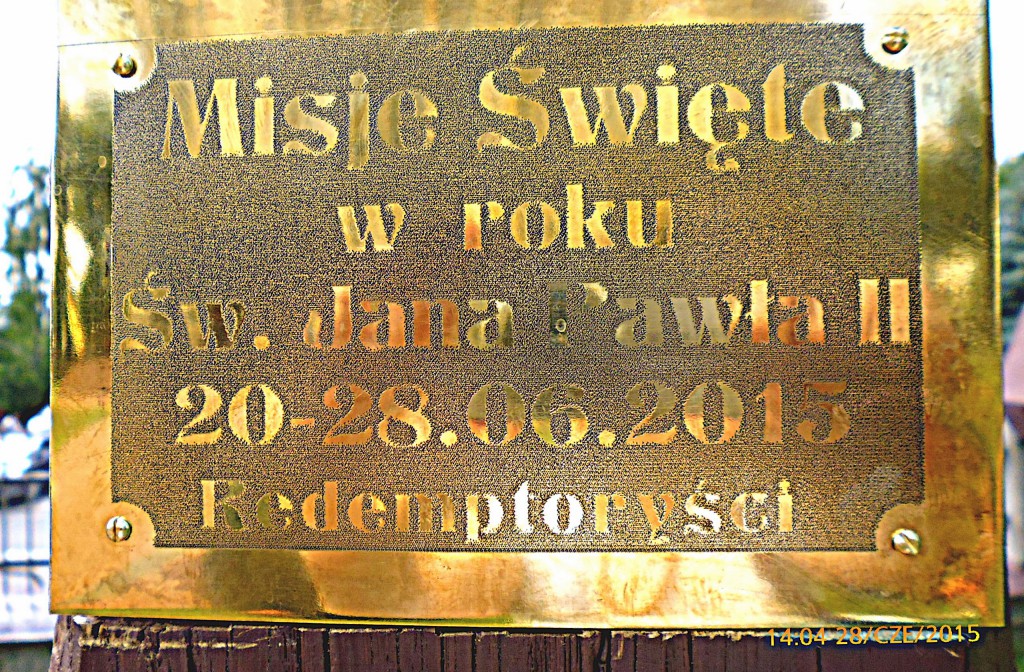 Misje Święte
w roku
Św. Jana Pawła II
20-28.06.2015
Redemptoryści
14:04 28/CZE/2015